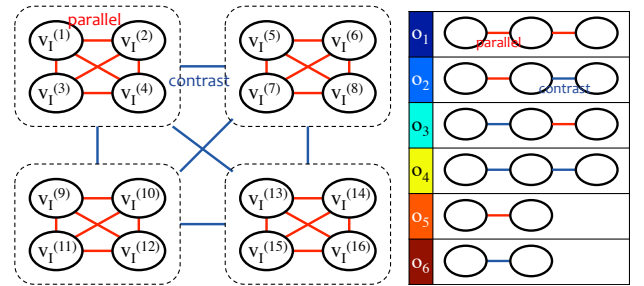 parallel
v_I^(1) v_I^(2) v_I^(5) v_I^(6)
contrast
v_I^(3) v_I^(4) v_I^(7) v_I^(8)
v_I^(9) v_I^(10) v_I^(13) v_I^(14)
v_I^(11) v_I^(12) v_I^(15) v_I^(16)
o_1
parallel
o_2
contrast
o_3
o_4
o_5
o_6